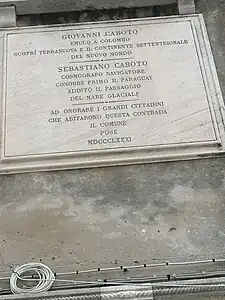 GIOVANNI CABOTO
EMULO A COLOMBO
SCOPRÌ TERRANUOVA E IL CONTINENTE SETTENTRIONALE
DEL NUOVO MONDO
SEBASTIANO CABOTO
COSMOGRAFO NAVIGATORE
CONOBBE PRIMO IL PARAGUAY
ADDITÒ IL PASSAGGIO
DEL MARE GLACIALE
AD ONORARE I GRANDI CITTADINI
CHE ABITARONO QUESTA CONTRADA
IL COMUNE
POSE
MDCCCLXXXI